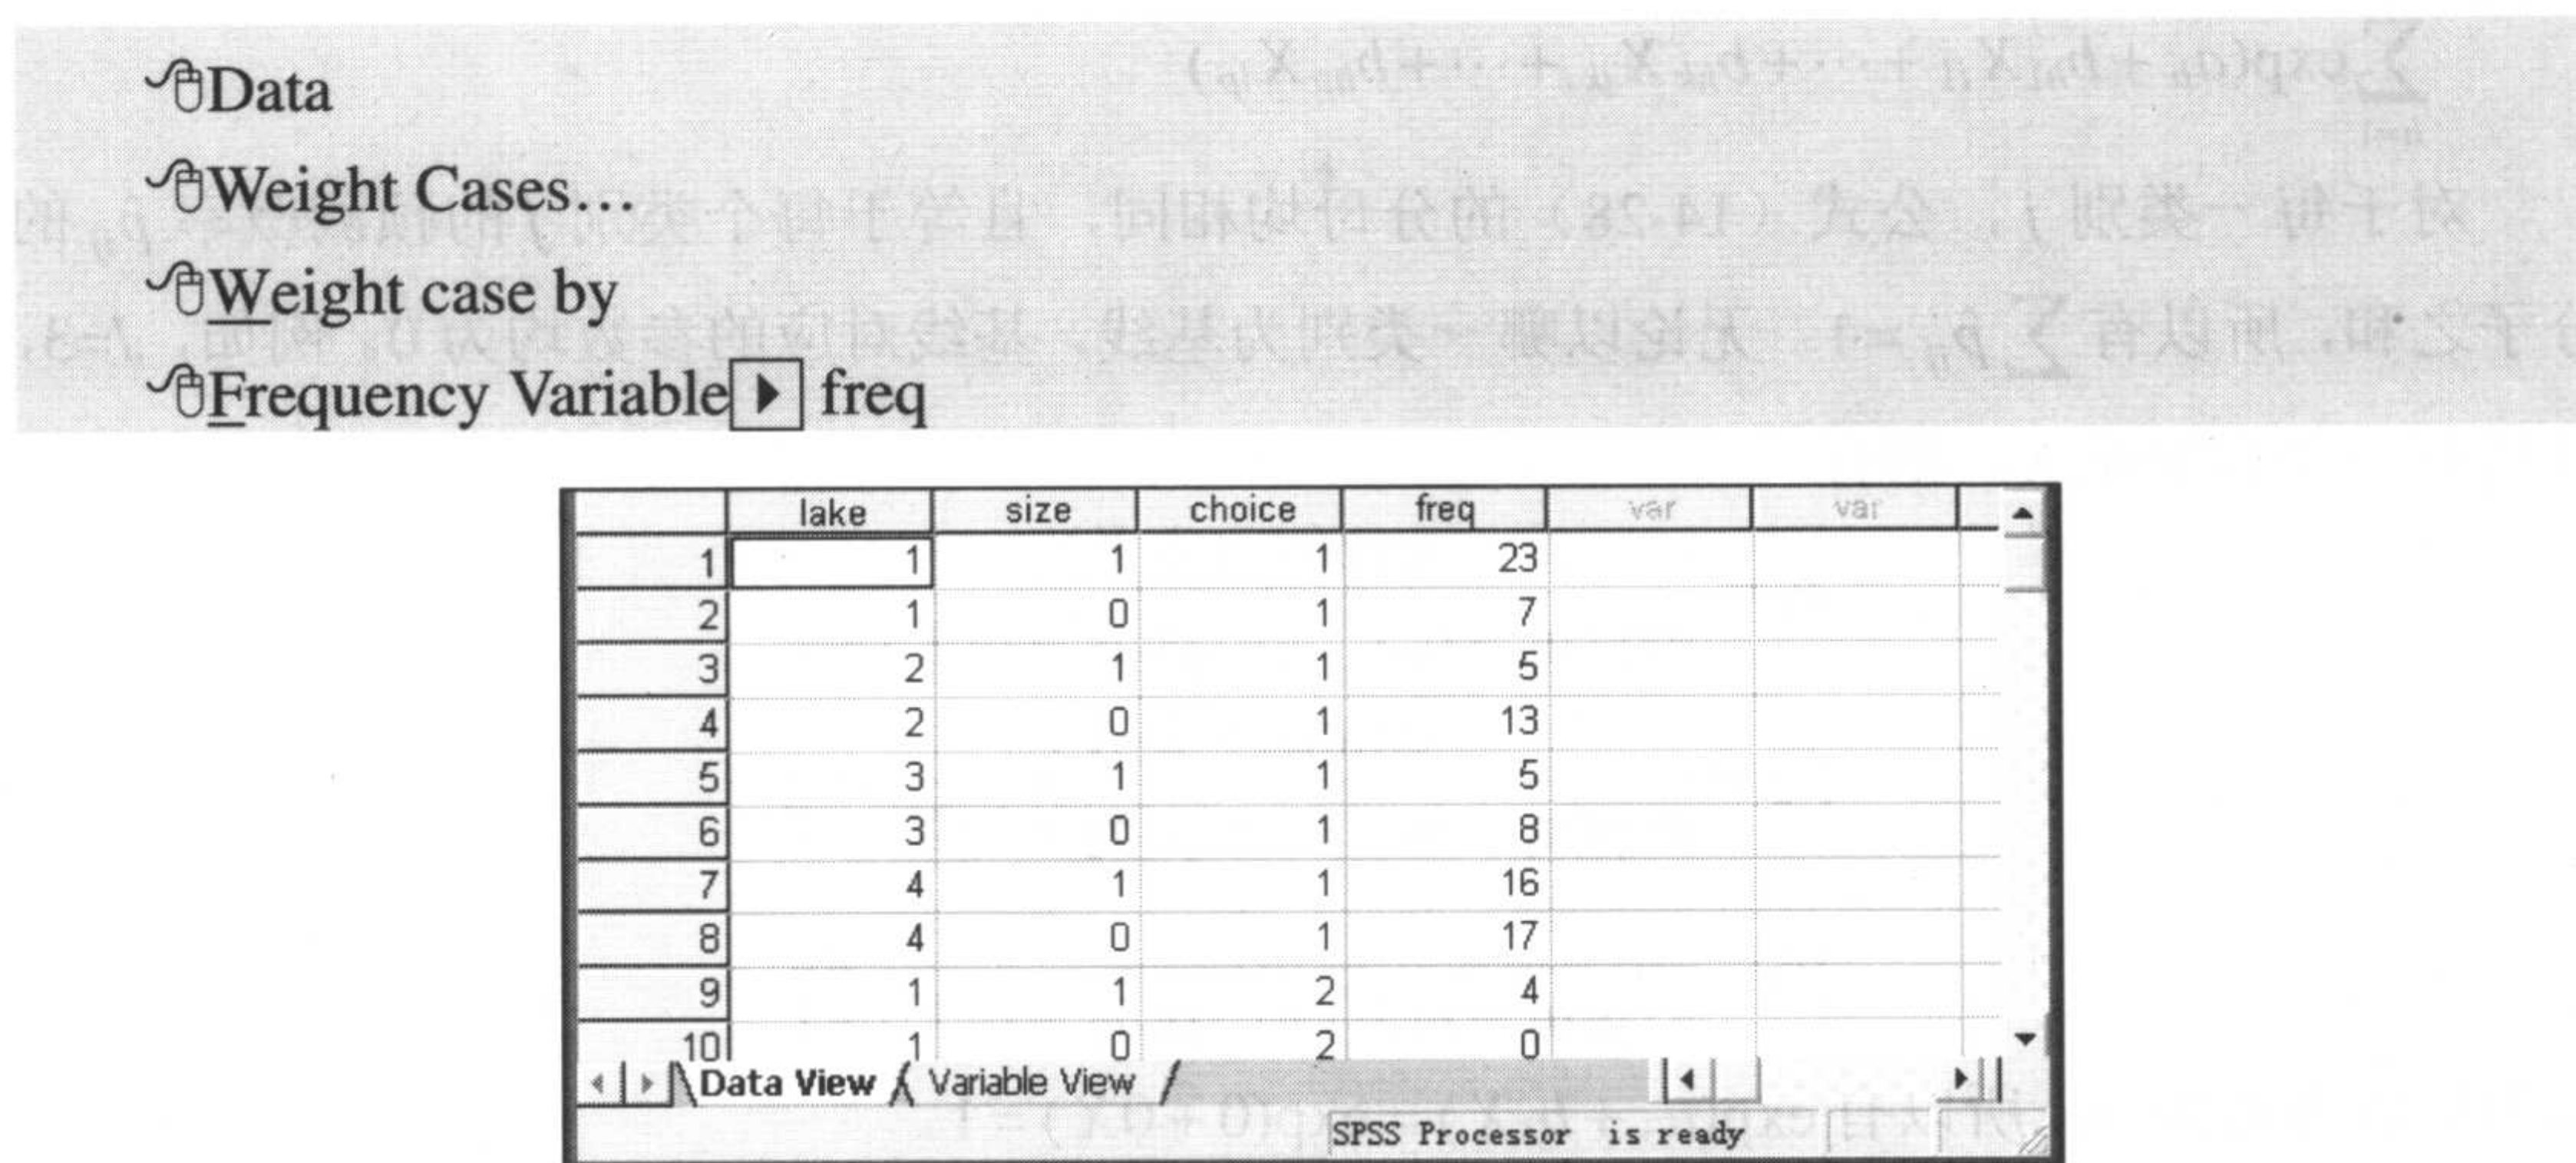 Data
Weight Cases…
Weight case by
Frequency Variable ▶ freq
lake size choice freq var var
1 1 1 1 23
2 1 0 1 7
3 2 1 1 5
4 2 0 1 13
5 3 1 1 5
6 3 0 1 8
7 4 1 1 16
8 4 0 1 17
9 1 1 2 4
10 1 0 2 0
Data View Variable View
SPSS Processor is ready